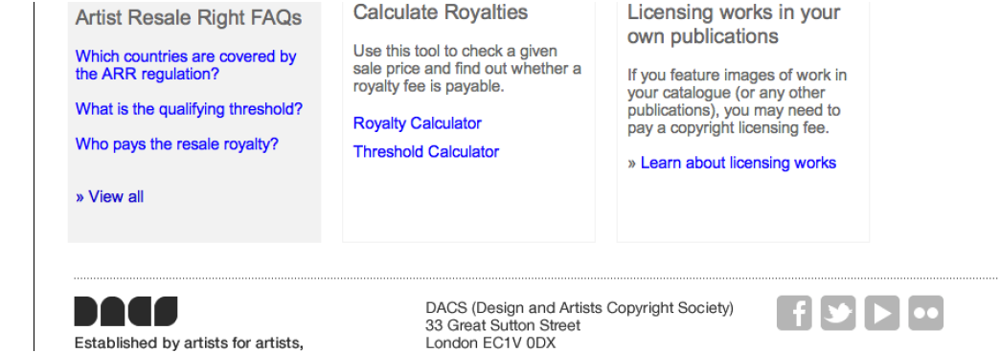 Artist Resale Right FAQs
Which countries are covered by
the ARR regulation?
What is the qualifying threshold?
Who pays the resale royalty?
» View all
Calculate Royalties
Use this tool to check a given
sale price and find out whether a
royalty fee is payable.
Royalty Calculator
Threshold Calculator
Licensing works in your
own publications
If you feature images of work in
your catalogue (or any other
publications), you may need to
pay a copyright licensing fee.
» Learn about licensing works
DACS
Established by artists for artists,
DACS (Design and Artists Copyright Society)
33 Great Sutton Street
London EC1V 0DX